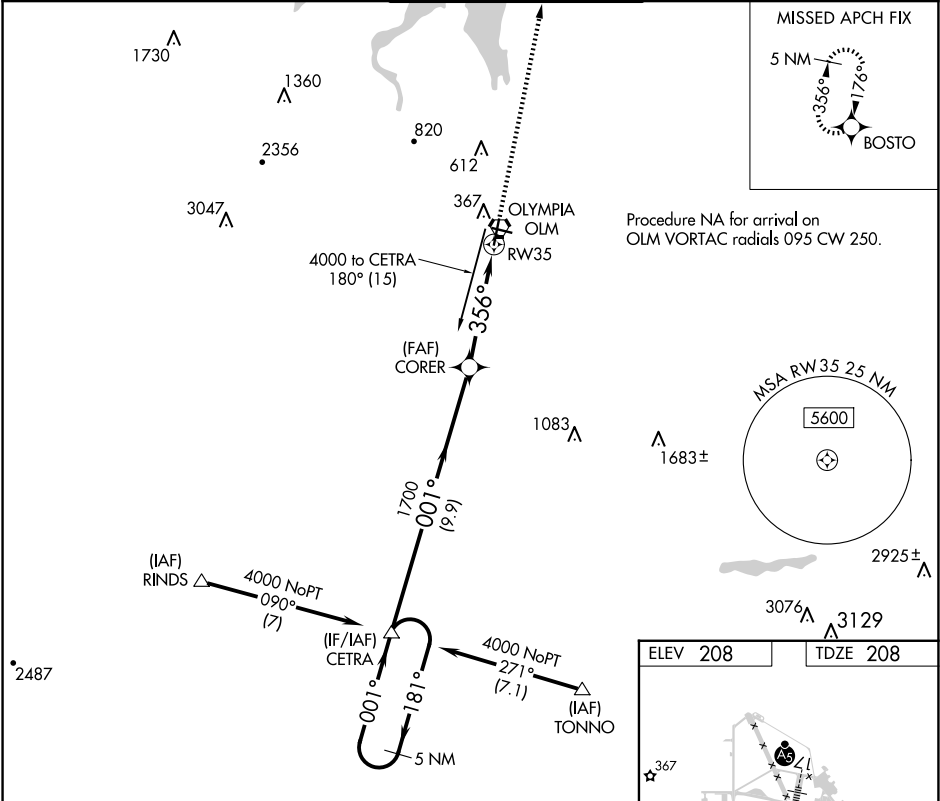 MISSED APCH FIX
5 NM
356°
176°
BOSTO
1730
1360
820
2356
612
3047
367
OLYMPIA
OLM
RW35
Procedure NA for arrival on
OLM VORTAC radials 095 CW 250.
4000 to CETRA
180° (15)
356°
(FAF)
CORER
MSA RW35 25 NM
5600
1083
1683±
1700
001°
(9.9)
2925±
(IAF)
RINDS
4000 NoPT
090°
(7)
3076
3129
(IF/IAF)
CETRA
4000 NoPT
271°
(7.1)
(IAF)
TONNO
2487
001°
181°
5 NM
ELEV 208
TDZE 208
367
A5
17